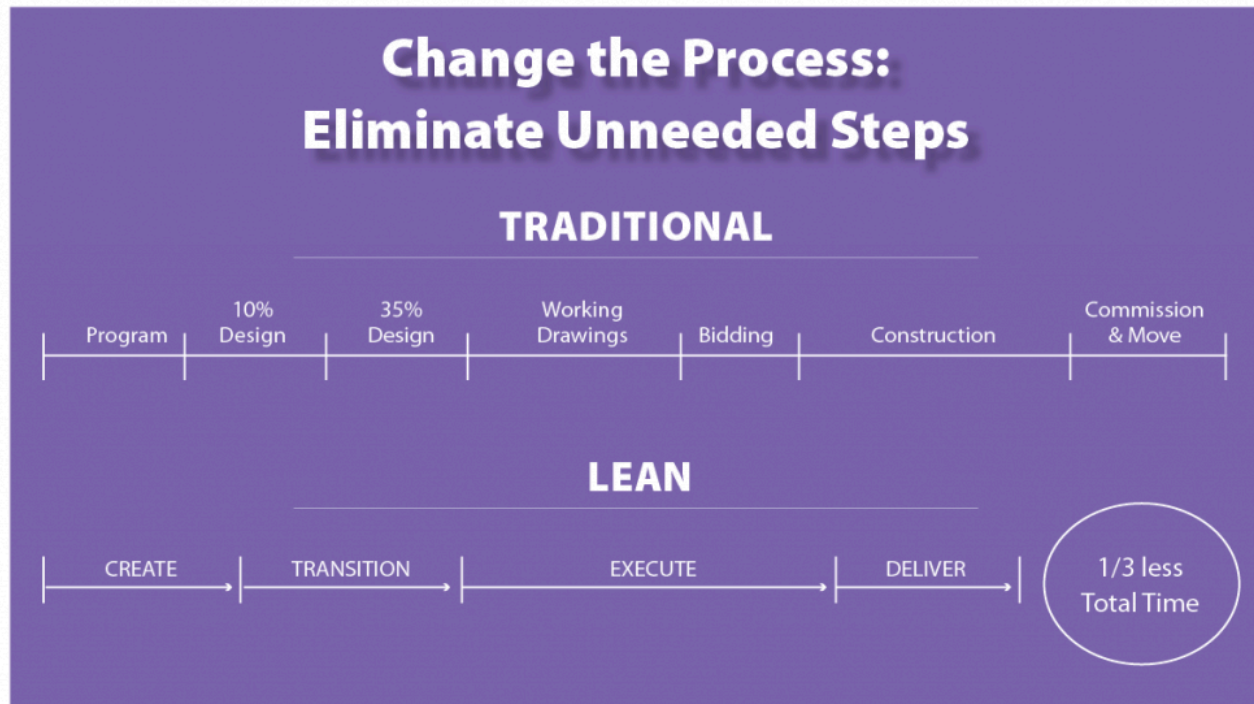 Change the Process:
Eliminate Unneeded Steps
TRADITIONAL
Program
10%
Design
35%
Design
Working
Drawings
Bidding
Construction
Commission
& Move
LEAN
CREATE
TRANSITION
EXECUTE
DELIVER
1/3 less
Total Time